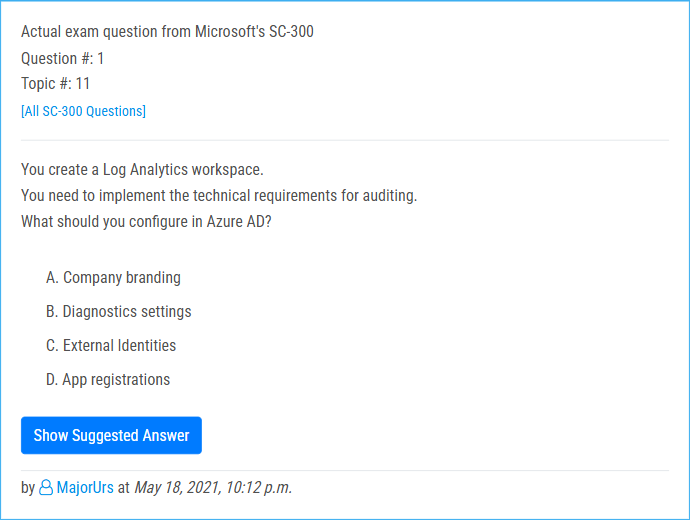 Actual exam question from Microsoft's SC-300
Question #: 1
Topic #: 11
[All SC-300 Questions]
You create a Log Analytics workspace.
You need to implement the technical requirements for auditing.
What should you configure in Azure AD?
A. Company branding
B. Diagnostics settings
C. External Identities
D. App registrations
Show Suggested Answer
by MajorUrs at May 18, 2021, 10:12 p.m.